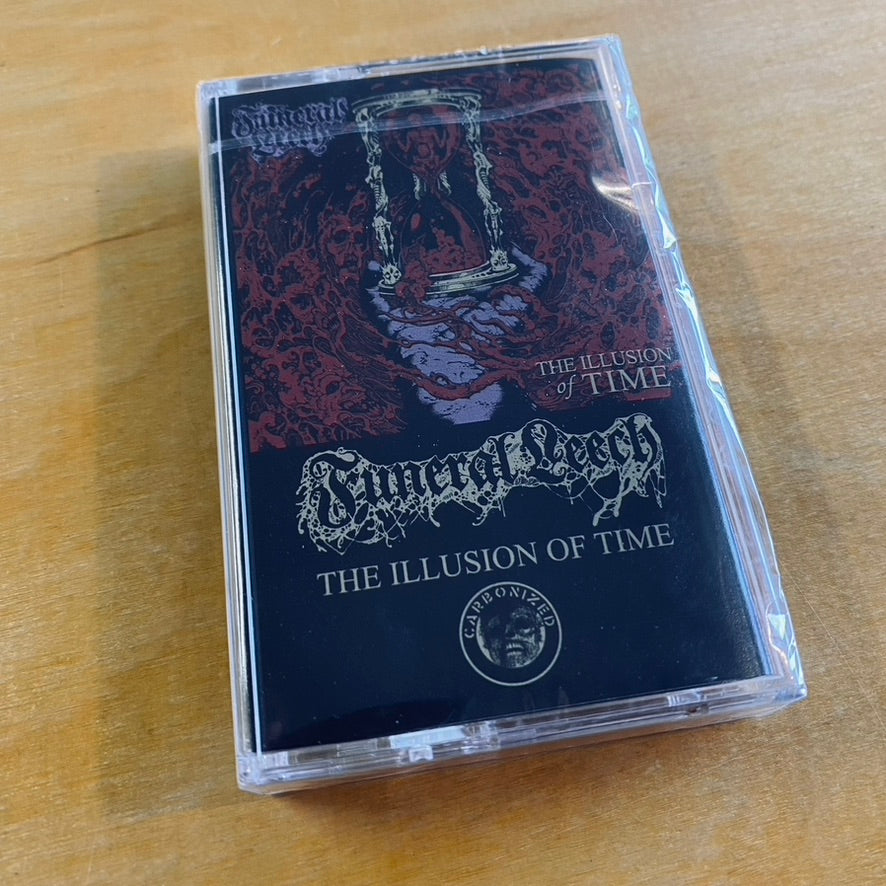 Funeral
Leech
THE ILLUSION
of TIME
Funeral Leech
THE ILLUSION OF TIME
CARBONIZED